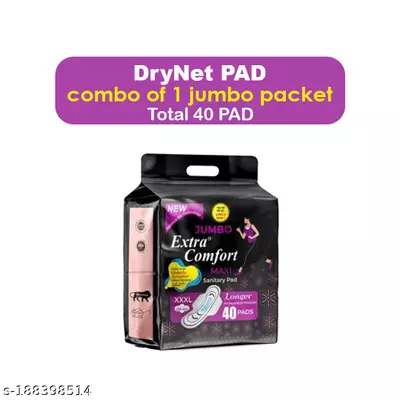 DryNet PAD
combo of 1 jumbo packet
Total 40 PAD
NEW
JUMBO
Extra
Comfort
MAXI
Sanitary Pad
XXXL
Longer
40 PADS
s-188398514